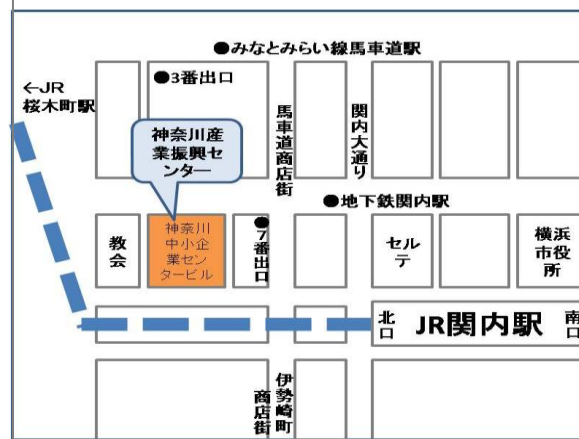 ●みなとみらい線馬車道駅
●3番出口
←JR
桜木町駅
神奈川産
業振興セ
ンター
馬車道商店街
関内大通り
●地下鉄関内駅
教会
神奈川
中小企
業セン
タービル
●7番出口
セル
テ
横浜
市役
所
北口
JR関内駅
南口
伊勢崎町
商店街